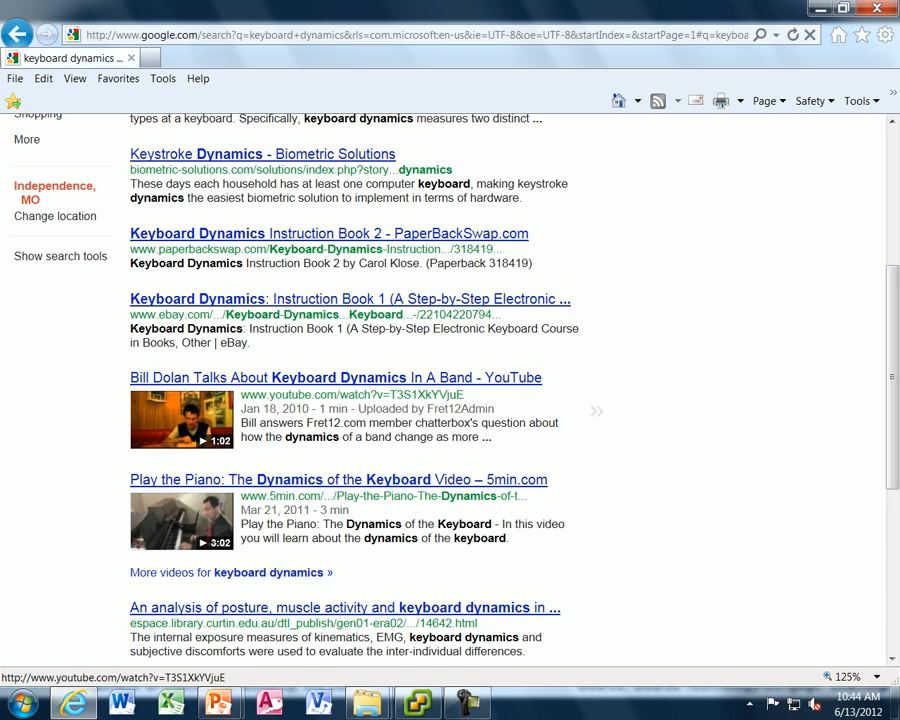 http://www.google.com/search?q=keyboard+dynamics&rls=com.microsoft:en-us&ie=UTF-8&oe=UTF-8&startIndex=&startPage=1#q=keyboa
keyboard dynamics ...
File Edit View Favorites Tools Help
Page Safety Tools
Shopping
More
Independence,
MO
Change location
Show search tools
types at a keyboard. Specifically, keyboard dynamics measures two distinct ...
Keystroke Dynamics - Biometric Solutions
biometric-solutions.com/solutions/index.php?story...dynamics
These days each household has at least one computer keyboard, making keystroke
dynamics the easiest biometric solution to implement in terms of hardware.
Keyboard Dynamics Instruction Book 2 - PaperBackSwap.com
www.paperbackswap.com/Keyboard-Dynamics-Instruction.../318419...
Keyboard Dynamics Instruction Book 2 by Carol Klose. (Paperback 318419)
Keyboard Dynamics: Instruction Book 1 (A Step-by-Step Electronic ...
www.ebay.com/.../Keyboard-Dynamics...Keyboard...-/22104220794...
Keyboard Dynamics: Instruction Book 1 (A Step-by-Step Electronic Keyboard Course
in Books, Other | eBay.
Bill Dolan Talks About Keyboard Dynamics In A Band - YouTube
www.youtube.com/watch?v=T3S1XkYVjuE
Jan 18, 2010 - 1 min - Uploaded by Fret12Admin
Bill answers Fret12.com member chatterbox's question about
how the dynamics of a band change as more ...
1:02
Play the Piano: The Dynamics of the Keyboard Video – 5min.com
www.5min.com/.../Play-the-Piano-The-Dynamics-of-t...
Mar 21, 2011 - 3 min
Play the Piano: The Dynamics of the Keyboard - In this video
you will learn about the dynamics of the keyboard.
3:02
More videos for keyboard dynamics »
An analysis of posture, muscle activity and keyboard dynamics in ...
espace.library.curtin.edu.au/dtl_publish/gen01-era02/.../14642.html
The internal exposure measures of kinematics, EMG, keyboard dynamics and
subjective discomforts were used to evaluate the inter-individual differences.
http://www.youtube.com/watch?v=T3S1XkYVjuE
125%
10:44 AM
6/13/2012